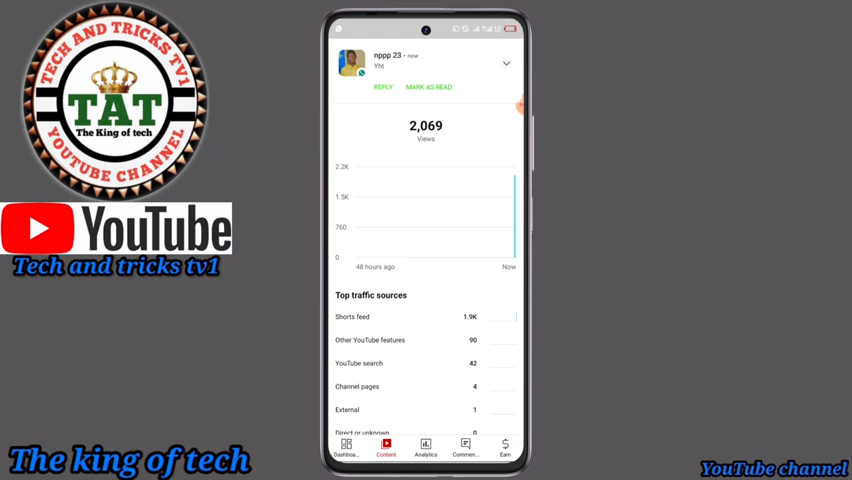 TECH AND TRICKS TV1
TAT
The King of tech
YOUTUBE CHANNEL
YouTube
Tech and tricks tv1
The king of tech
nppp 23 • now
Yht
REPLY MARK AS READ
2,069
Views
2.2K
1.5K
760
0
48 hours ago Now
Top traffic sources
Shorts feed 1.9K
Other YouTube features 90
YouTube search 42
Channel pages 4
External 1
Direct or unknown 0
Dashboa... Content Analytics Commen... Earn
YouTube channel